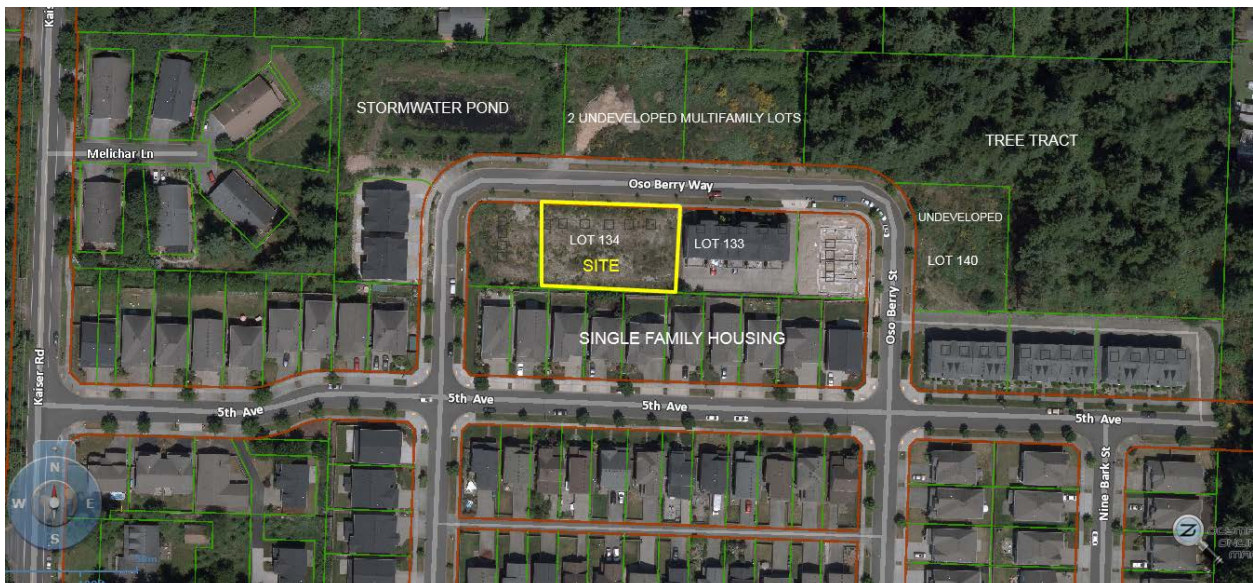 Kaiser
STORMWATER POND
2 UNDEVELOPED MULTIFAMILY LOTS
TREE TRACT
Melichar Ln
Oso Berry Way
UNDEVELOPED
LOT 134
LOT 133
SITE
LOT 140
SINGLE FAMILY HOUSING
Oso Berry St
Kaiser Rd
5th Ave
5th Ave
5th Ave
5th Ave
Nine Bark St
N
W
E
S